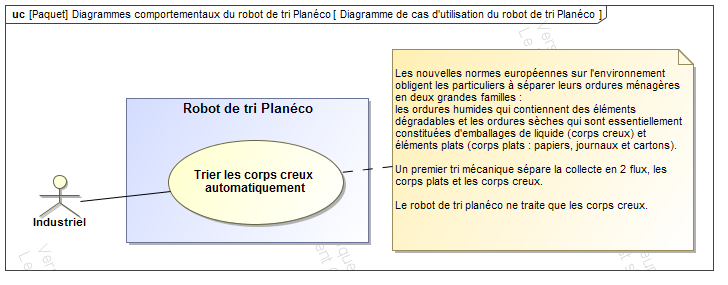 uc [Paquet] Diagrammes comportementaux du robot de tri Planéco [ Diagramme de cas d'utilisation du robot de tri Planéco ]
Robot de tri Planéco
Trier les corps creux
automatiquement
Industriel
Les nouvelles normes européennes sur l'environnement
obligent les particuliers à séparer leurs ordures ménagères
en deux grandes familles :
les ordures humides qui contiennent des éléments
dégradables et les ordures sèches qui sont essentiellement
constituées d'emballages de liquide (corps creux) et
éléments plats (corps plats : papiers, journaux et cartons).
Un premier tri mécanique sépare la collecte en 2 flux, les
corps plats et les corps creux.
Le robot de tri planéco ne traite que les corps creux.